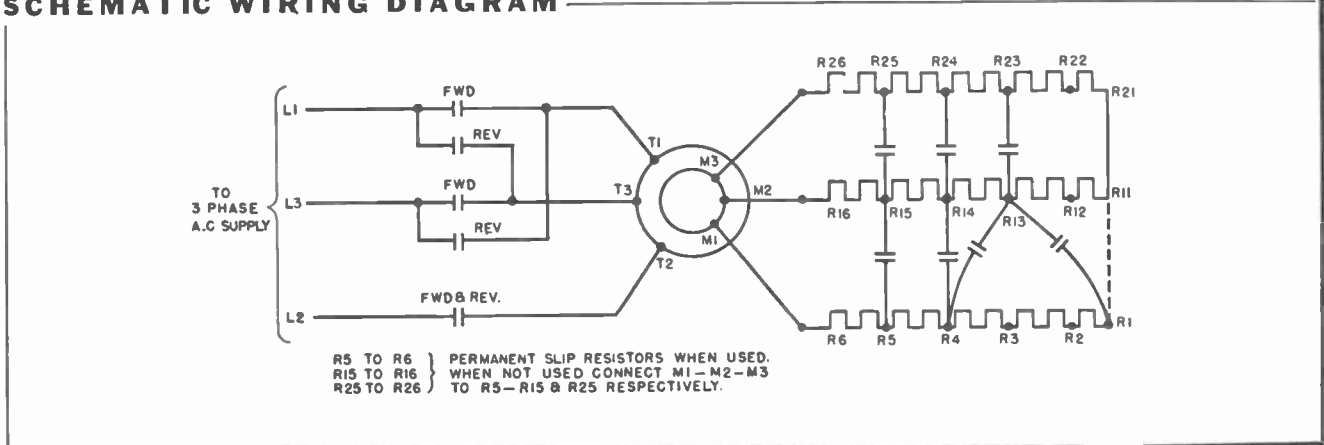 SCHEMATIC WIRING DIAGRAM
R26 R25 R24 R23 R22
FWD
L1
R21
REV
T1
M3
TO
3 PHASE
A.C SUPPLY
FWD
T3
M2
L3
R11
R16 R15 R14 R13 R12
REV
M1
T2
FWD & REV.
L2
R1
R6 R5 R4 R3 R2
R5 TO R6 } PERMANENT SLIP RESISTORS WHEN USED.
R15 TO R16 } WHEN NOT USED CONNECT M1-M2-M3
R25 TO R26 } TO R5-R15 & R25 RESPECTIVELY.